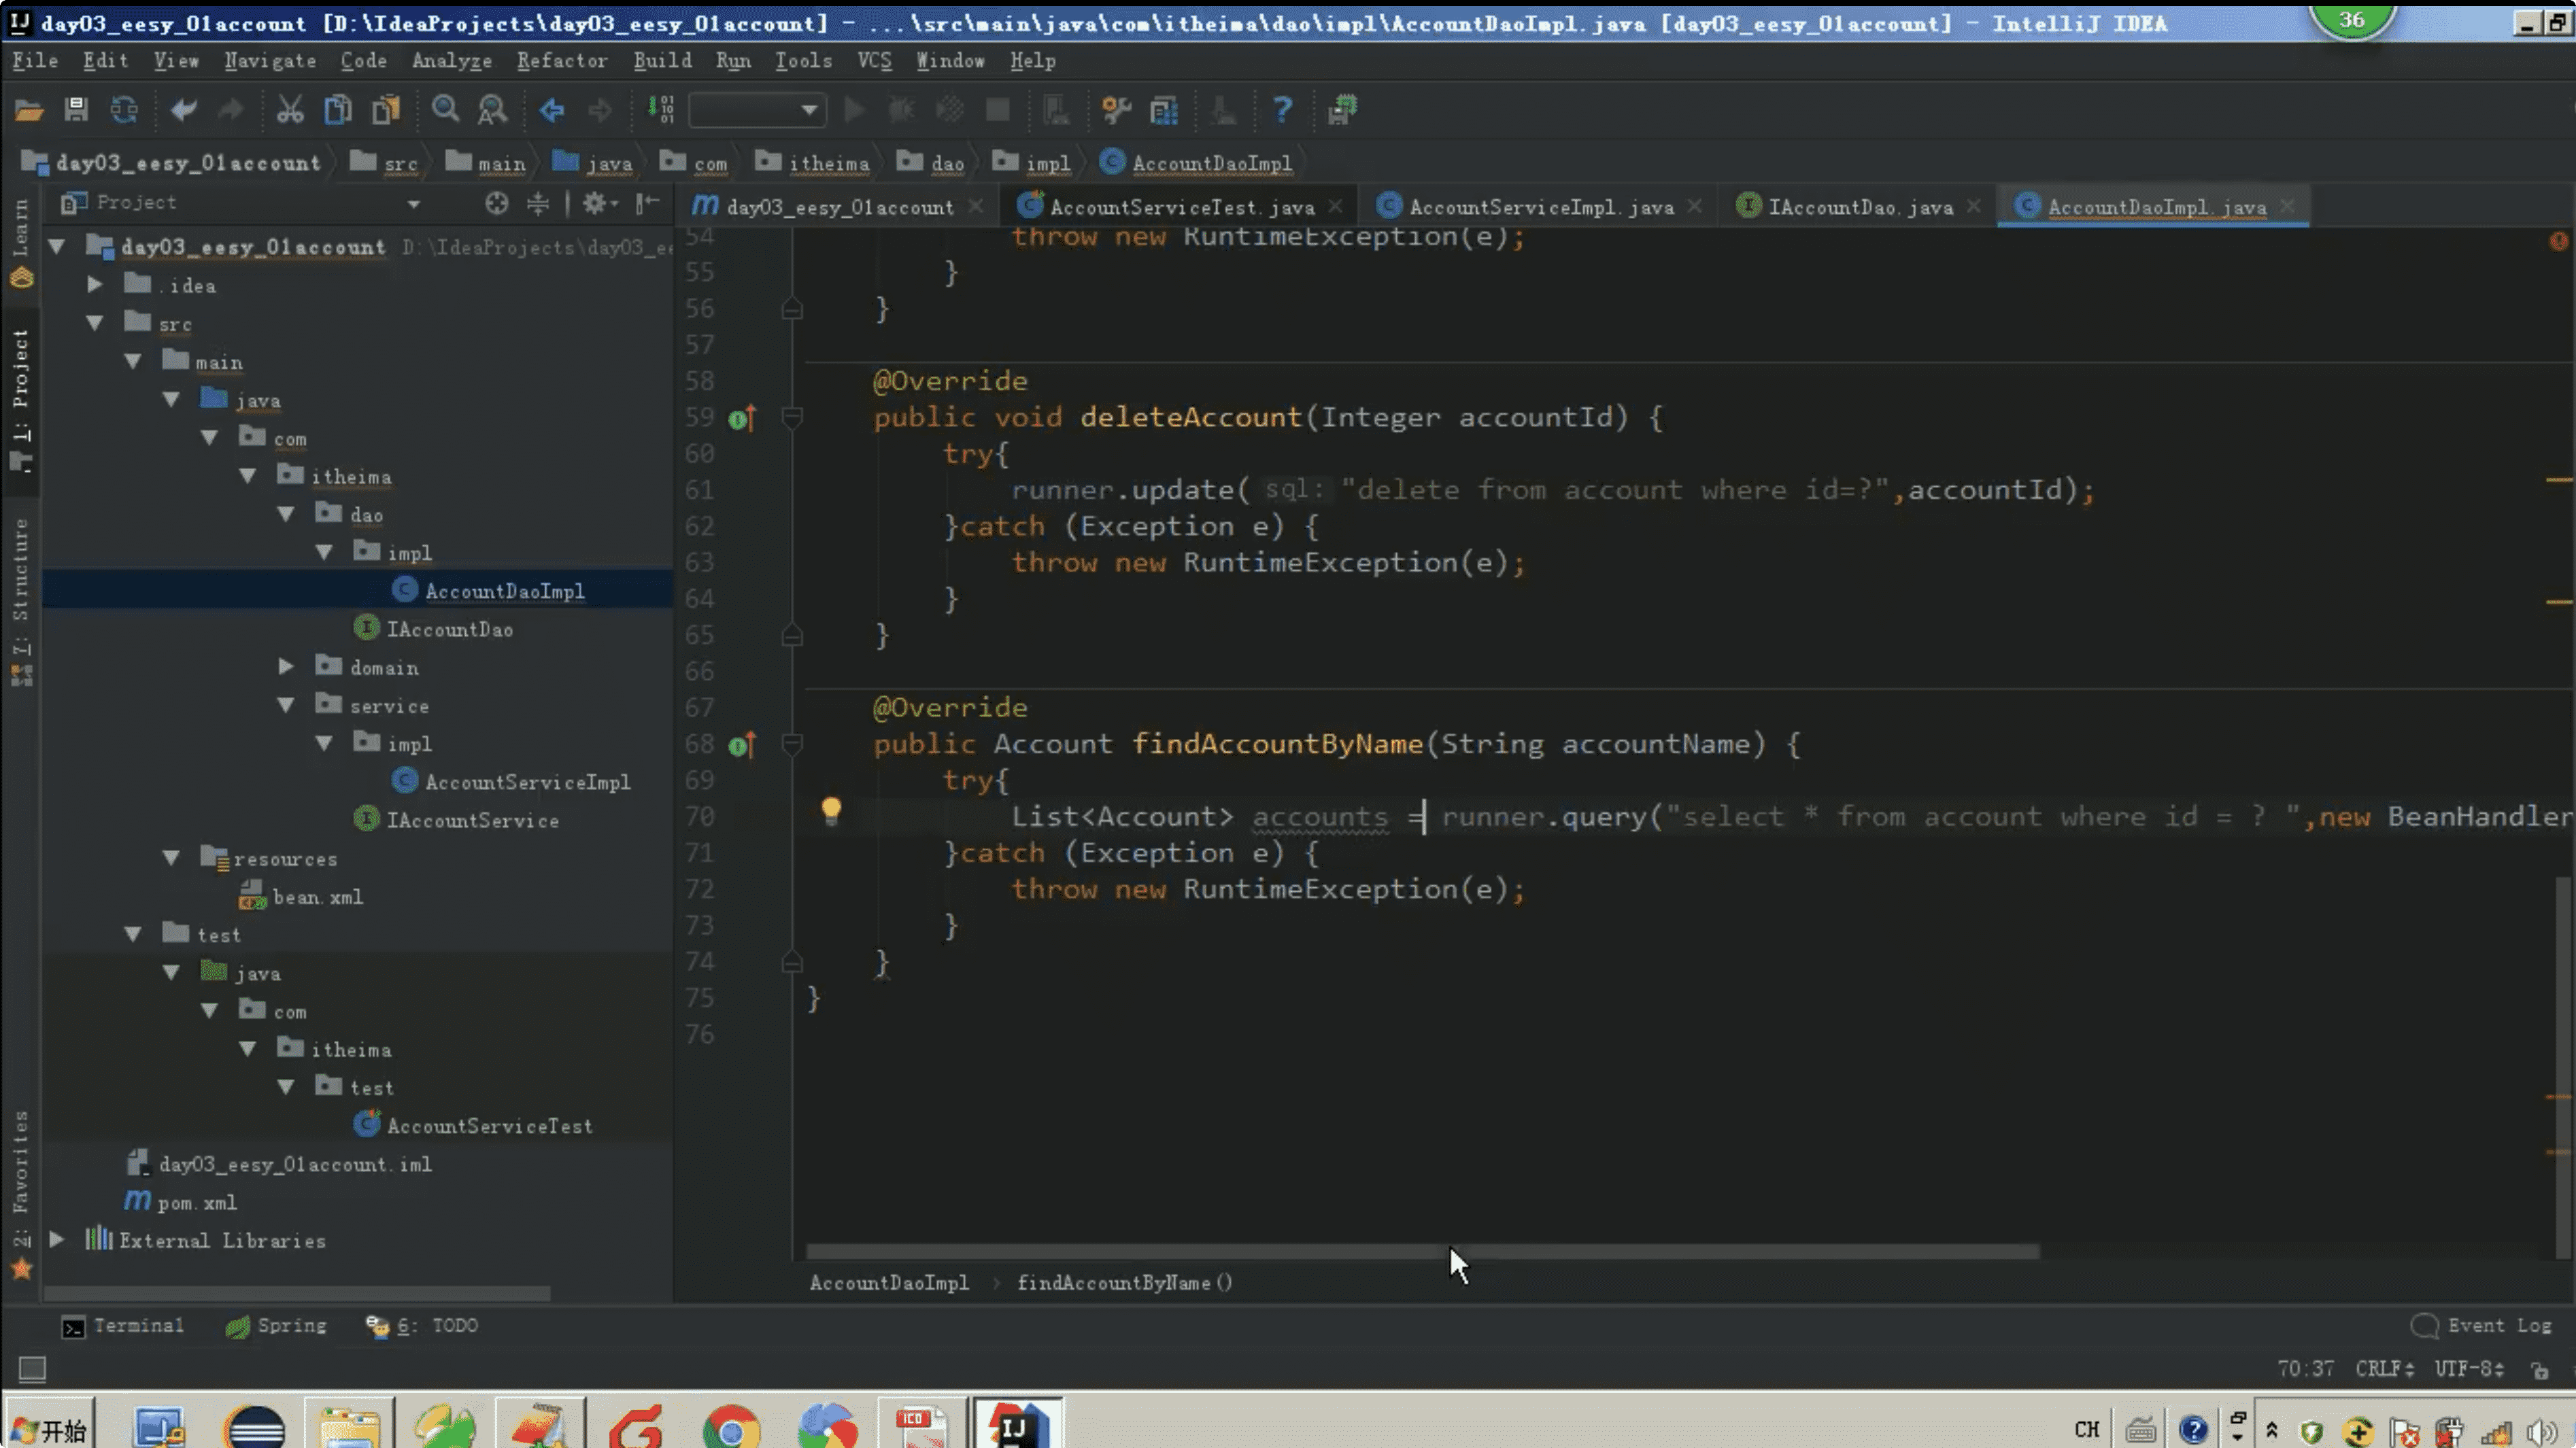 day03_eesy_01account [D:\IdeaProjects\day03_eesy_01account] - ...\src\main\java\com\itheima\dao\impl\AccountDaoImpl.java [day03_eesy_01account] - IntelliJ IDEA
36
File Edit View Navigate Code Analyze Refactor Build Run Tools VCS Window Help
day03_eesy_01account src main java com itheima dao impl AccountDaoImpl
Project
day03_eesy_01account AccountServiceTest.java AccountServiceImpl.java IAccountDao.java AccountDaoImpl.java
Learn
1: Project
7: Structure
2: Favorites
day03_eesy_01account D:\IdeaProjects\day03_ee
.idea
src
main
java
com
itheima
dao
impl
AccountDaoImpl
IAccountDao
domain
service
impl
AccountServiceImpl
IAccountService
resources
bean.xml
test
java
com
itheima
test
AccountServiceTest
day03_eesy_01account.iml
pom.xml
External Libraries
54 throw new RuntimeException(e);
55 }
56 }
57
58 @Override
59 public void deleteAccount(Integer accountId) {
60 try{
61 runner.update( sql: "delete from account where id=?",accountId);
62 }catch (Exception e) {
63 throw new RuntimeException(e);
64 }
65 }
66
67 @Override
68 public Account findAccountByName(String accountName) {
69 try{
70 List<Account> accounts = runner.query("select * from account where id = ? ",new BeanHandler
71 }catch (Exception e) {
72 throw new RuntimeException(e);
73 }
74 }
75 }
76
AccountDaoImpl findAccountByName()
Terminal Spring 6: TODO Event Log
70:37 CRLF UTF-8
开始 ICO IJ CH